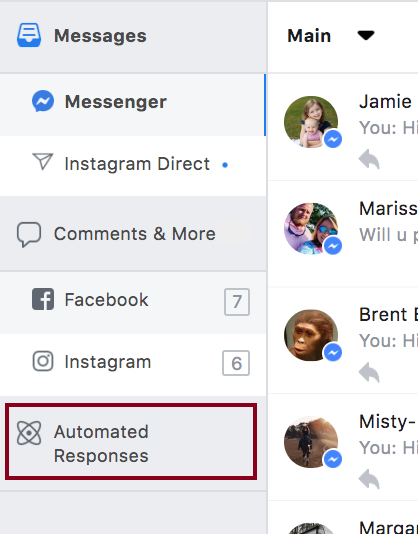 Messages
Messenger
Instagram Direct
Comments & More
Facebook 7
Instagram 6
Automated
Responses
Main
Jamie
You: Hi
Mariss
Will u p
Brent
You: Hi
Misty-
You: Hi